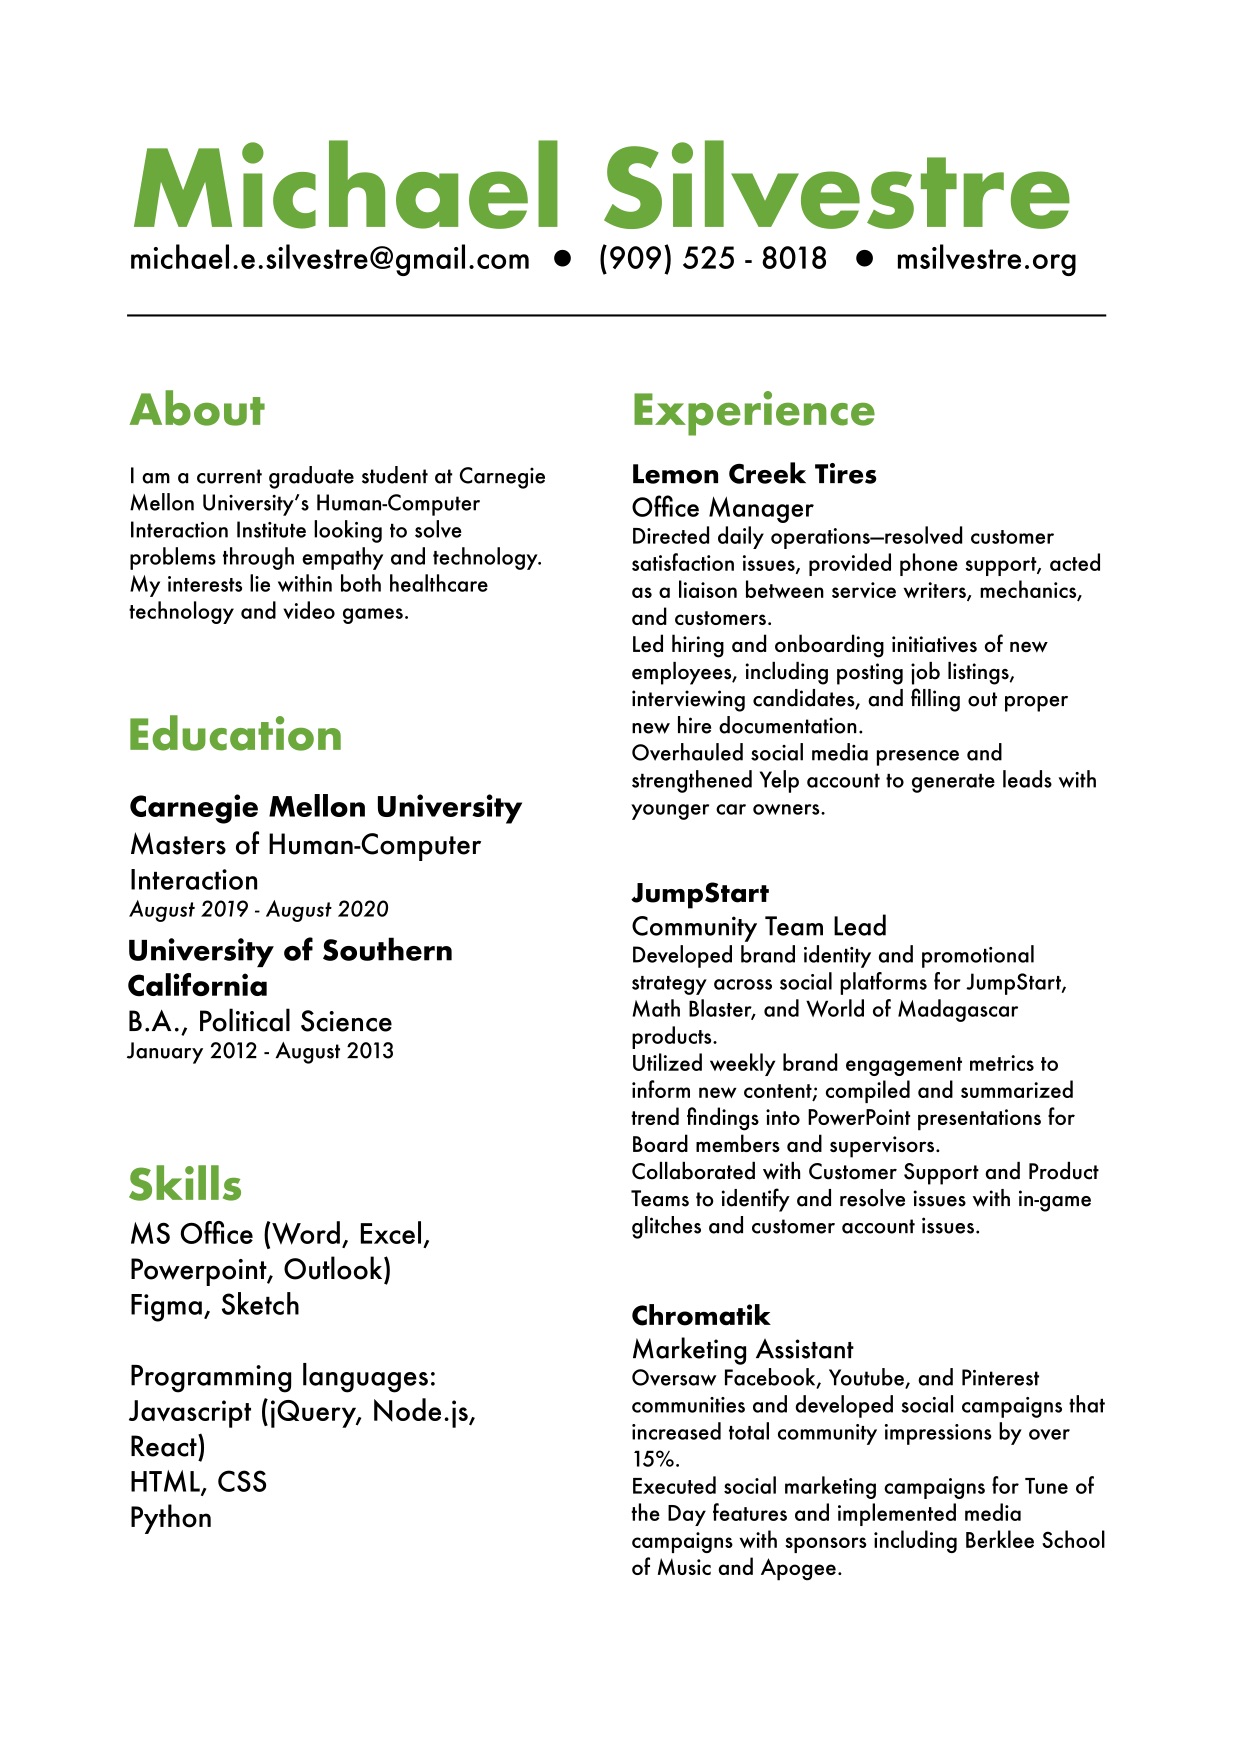 Michael Silvestre
michael.e.silvestre@gmail.com ● (909) 525 - 8018 ● msilvestre.org
About
I am a current graduate student at Carnegie
Mellon University’s Human-Computer
Interaction Institute looking to solve
problems through empathy and technology.
My interests lie within both healthcare
technology and video games.
Education
Carnegie Mellon University
Masters of Human-Computer
Interaction
August 2019 - August 2020
University of Southern
California
B.A., Political Science
January 2012 - August 2013
Skills
MS Office (Word, Excel,
Powerpoint, Outlook)
Figma, Sketch
Programming languages:
Javascript (jQuery, Node.js,
React)
HTML, CSS
Python
Experience
Lemon Creek Tires
Office Manager
Directed daily operations—resolved customer
satisfaction issues, provided phone support, acted
as a liaison between service writers, mechanics,
and customers.
Led hiring and onboarding initiatives of new
employees, including posting job listings,
interviewing candidates, and filling out proper
new hire documentation.
Overhauled social media presence and
strengthened Yelp account to generate leads with
younger car owners.
JumpStart
Community Team Lead
Developed brand identity and promotional
strategy across social platforms for JumpStart,
Math Blaster, and World of Madagascar
products.
Utilized weekly brand engagement metrics to
inform new content; compiled and summarized
trend findings into PowerPoint presentations for
Board members and supervisors.
Collaborated with Customer Support and Product
Teams to identify and resolve issues with in-game
glitches and customer account issues.
Chromatik
Marketing Assistant
Oversaw Facebook, Youtube, and Pinterest
communities and developed social campaigns that
increased total community impressions by over
15%.
Executed social marketing campaigns for Tune of
the Day features and implemented media
campaigns with sponsors including Berklee School
of Music and Apogee.